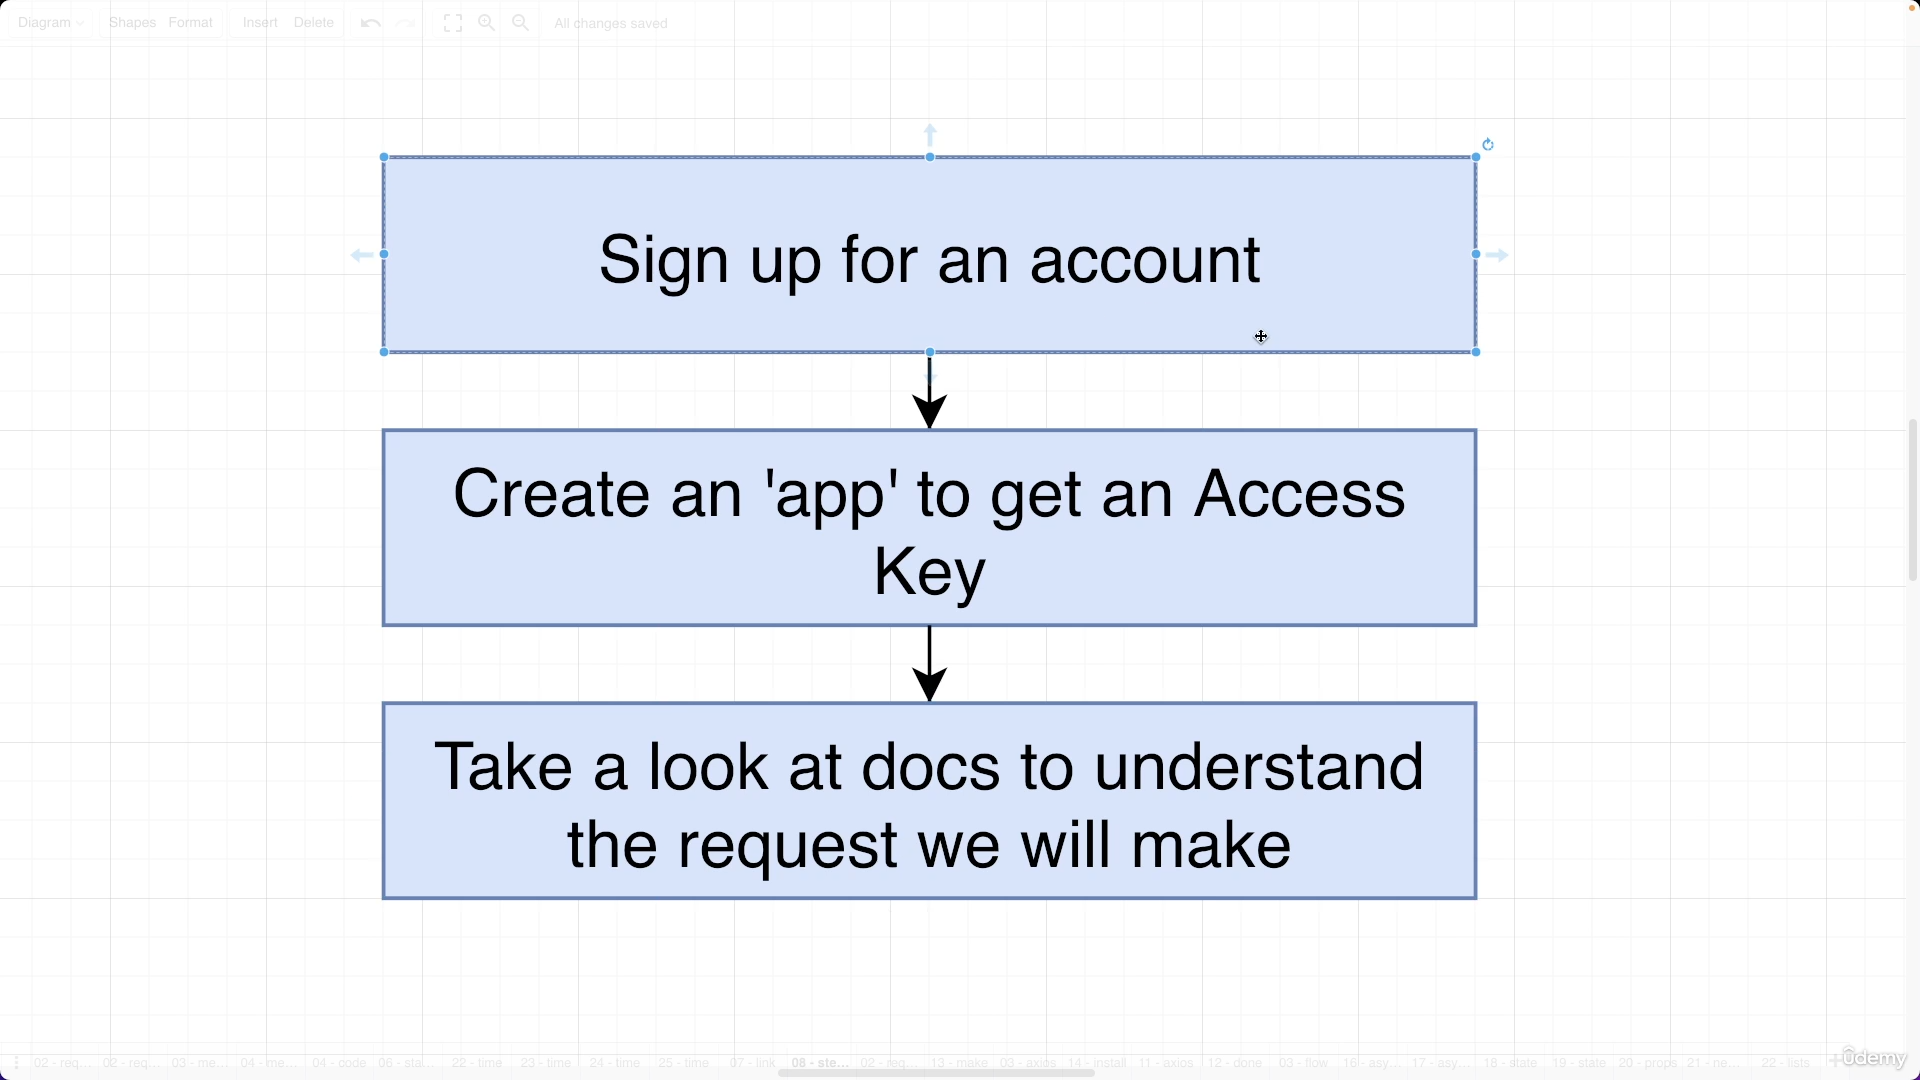 Diagram Shapes Format Insert Delete All changes saved
Sign up for an account
Create an 'app' to get an Access
Key
Take a look at docs to understand
the request we will make
02 - req... 02 - req... 03 - me... 04 - me... 04 - code 06 - sta... 22 - time 23 - time 24 - time 25 - time 07 - link 08 - ste... 02 - req... 13 - make 03 - axios 14 - install 11 - axios 12 - done 03 - flow 16 - asy... 17 - asy... 18 - state 19 - state 20 - props 21 - ne... 22 - lists
ûdemy